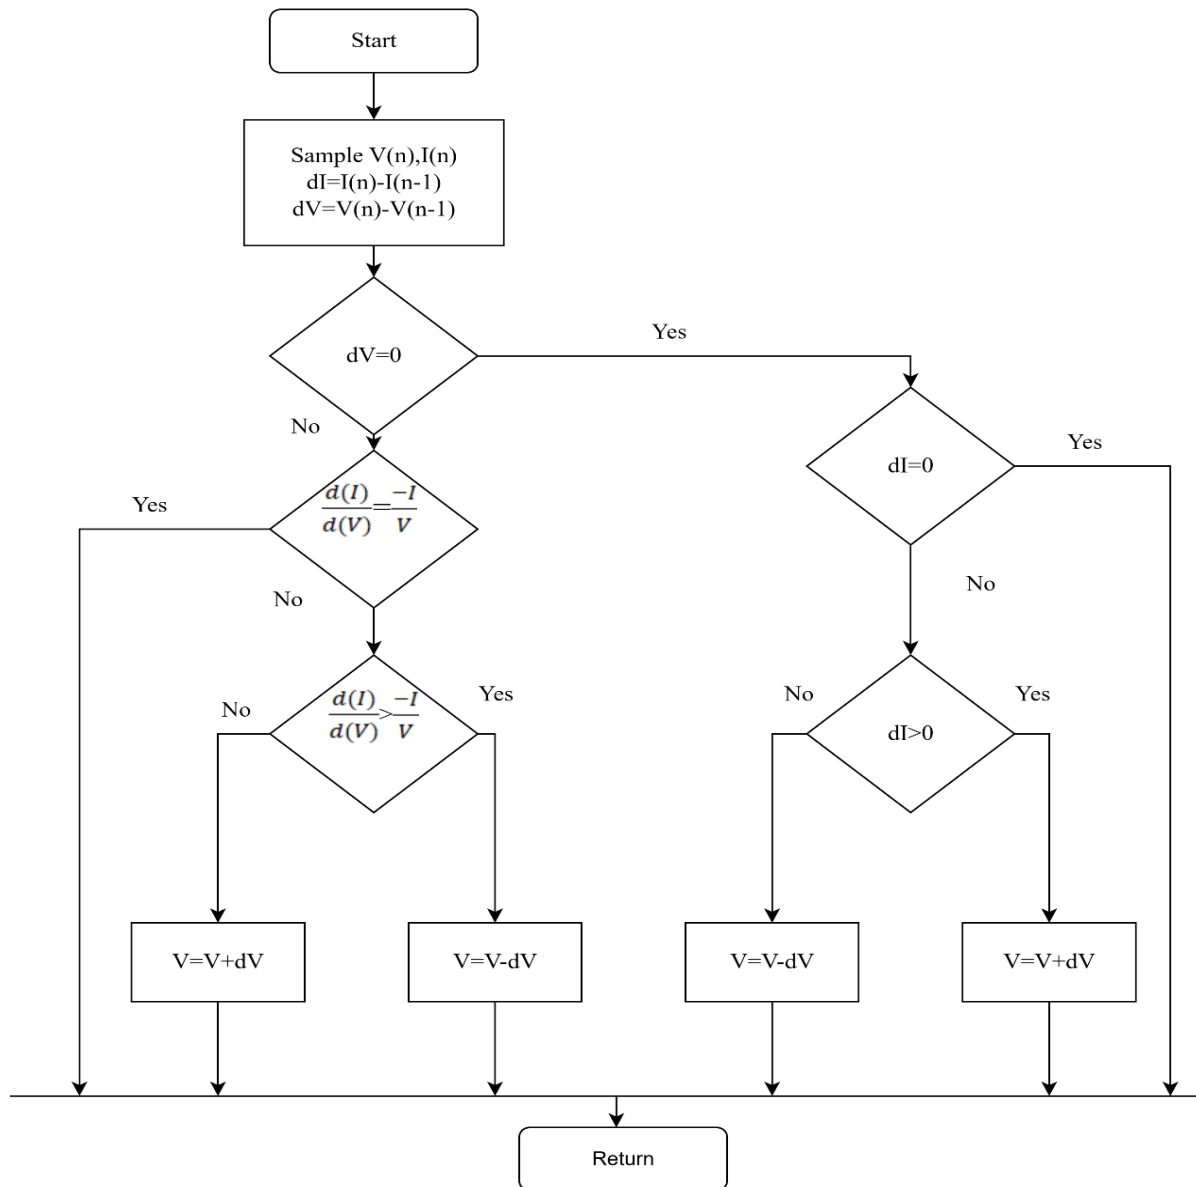 Start
Sample V(n),I(n)
dI=I(n)-I(n-1)
dV=V(n)-V(n-1)
dV=0
Yes
No
dI=0
Yes
No
d(I)/d(V)=-I/V
Yes
No
d(I)/d(V)>-I/V
No
Yes
dI>0
No
Yes
V=V+dV
V=V-dV
V=V-dV
V=V+dV
Return